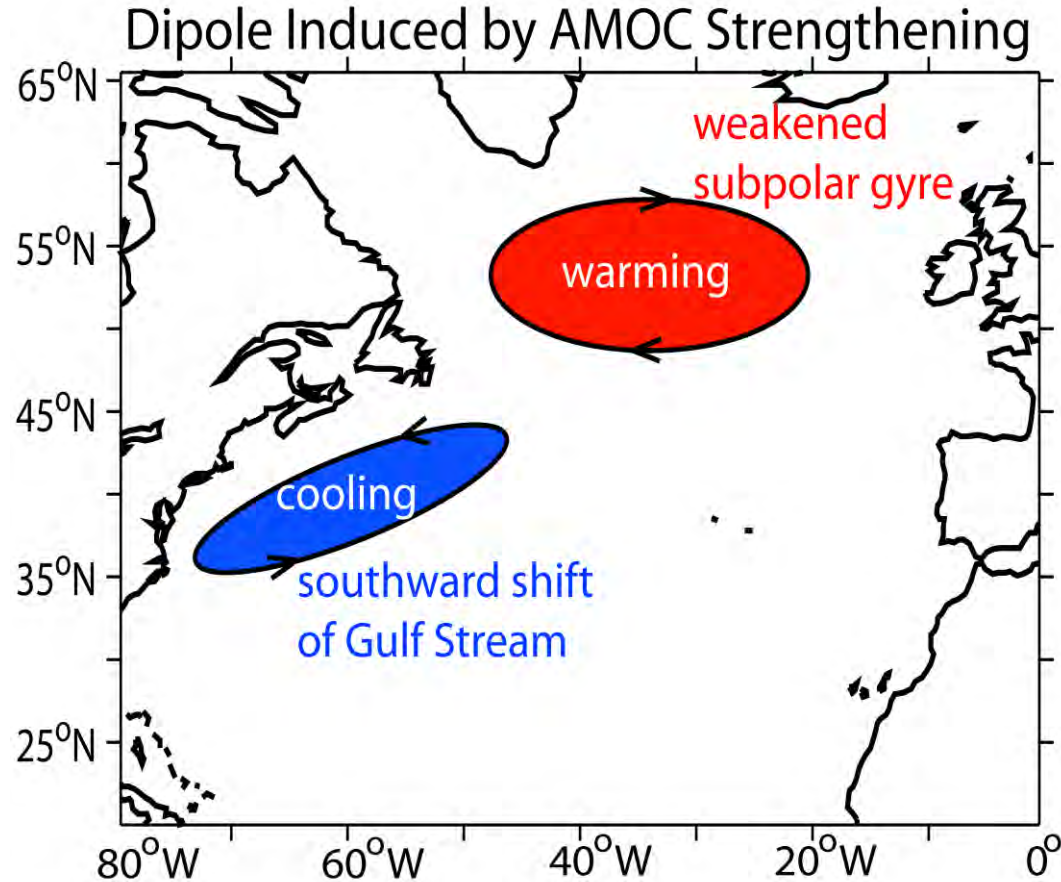 Dipole Induced by AMOC Strengthening
65°N
weakened
subpolar gyre
55°N
warming
45°N
cooling
35°N
southward shift
of Gulf Stream
25°N
80°W 60°W 40°W 20°W 0°